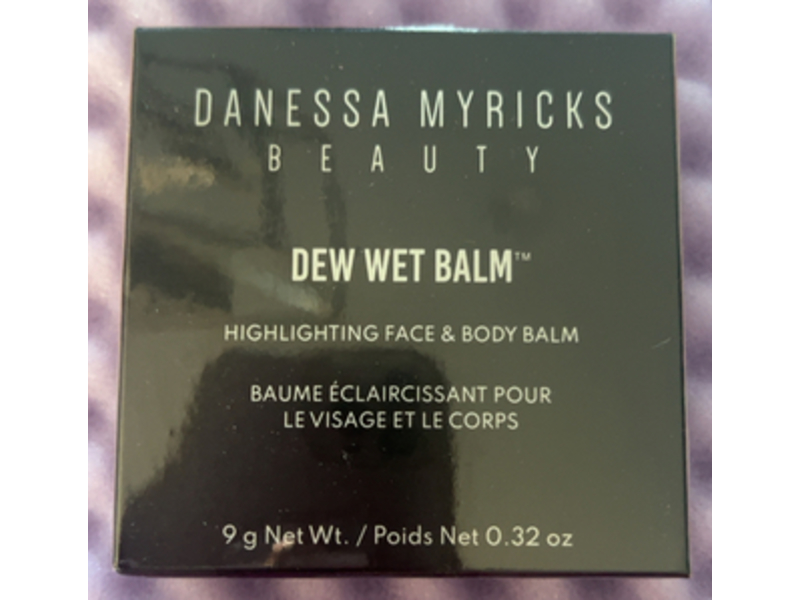 DANESSA MYRICKS
BEAUTY
DEW WET BALM™
HIGHLIGHTING FACE & BODY BALM
BAUME ÉCLAIRCISSANT POUR
LE VISAGE ET LE CORPS
9 g Net Wt. / Poids Net 0.32 oz